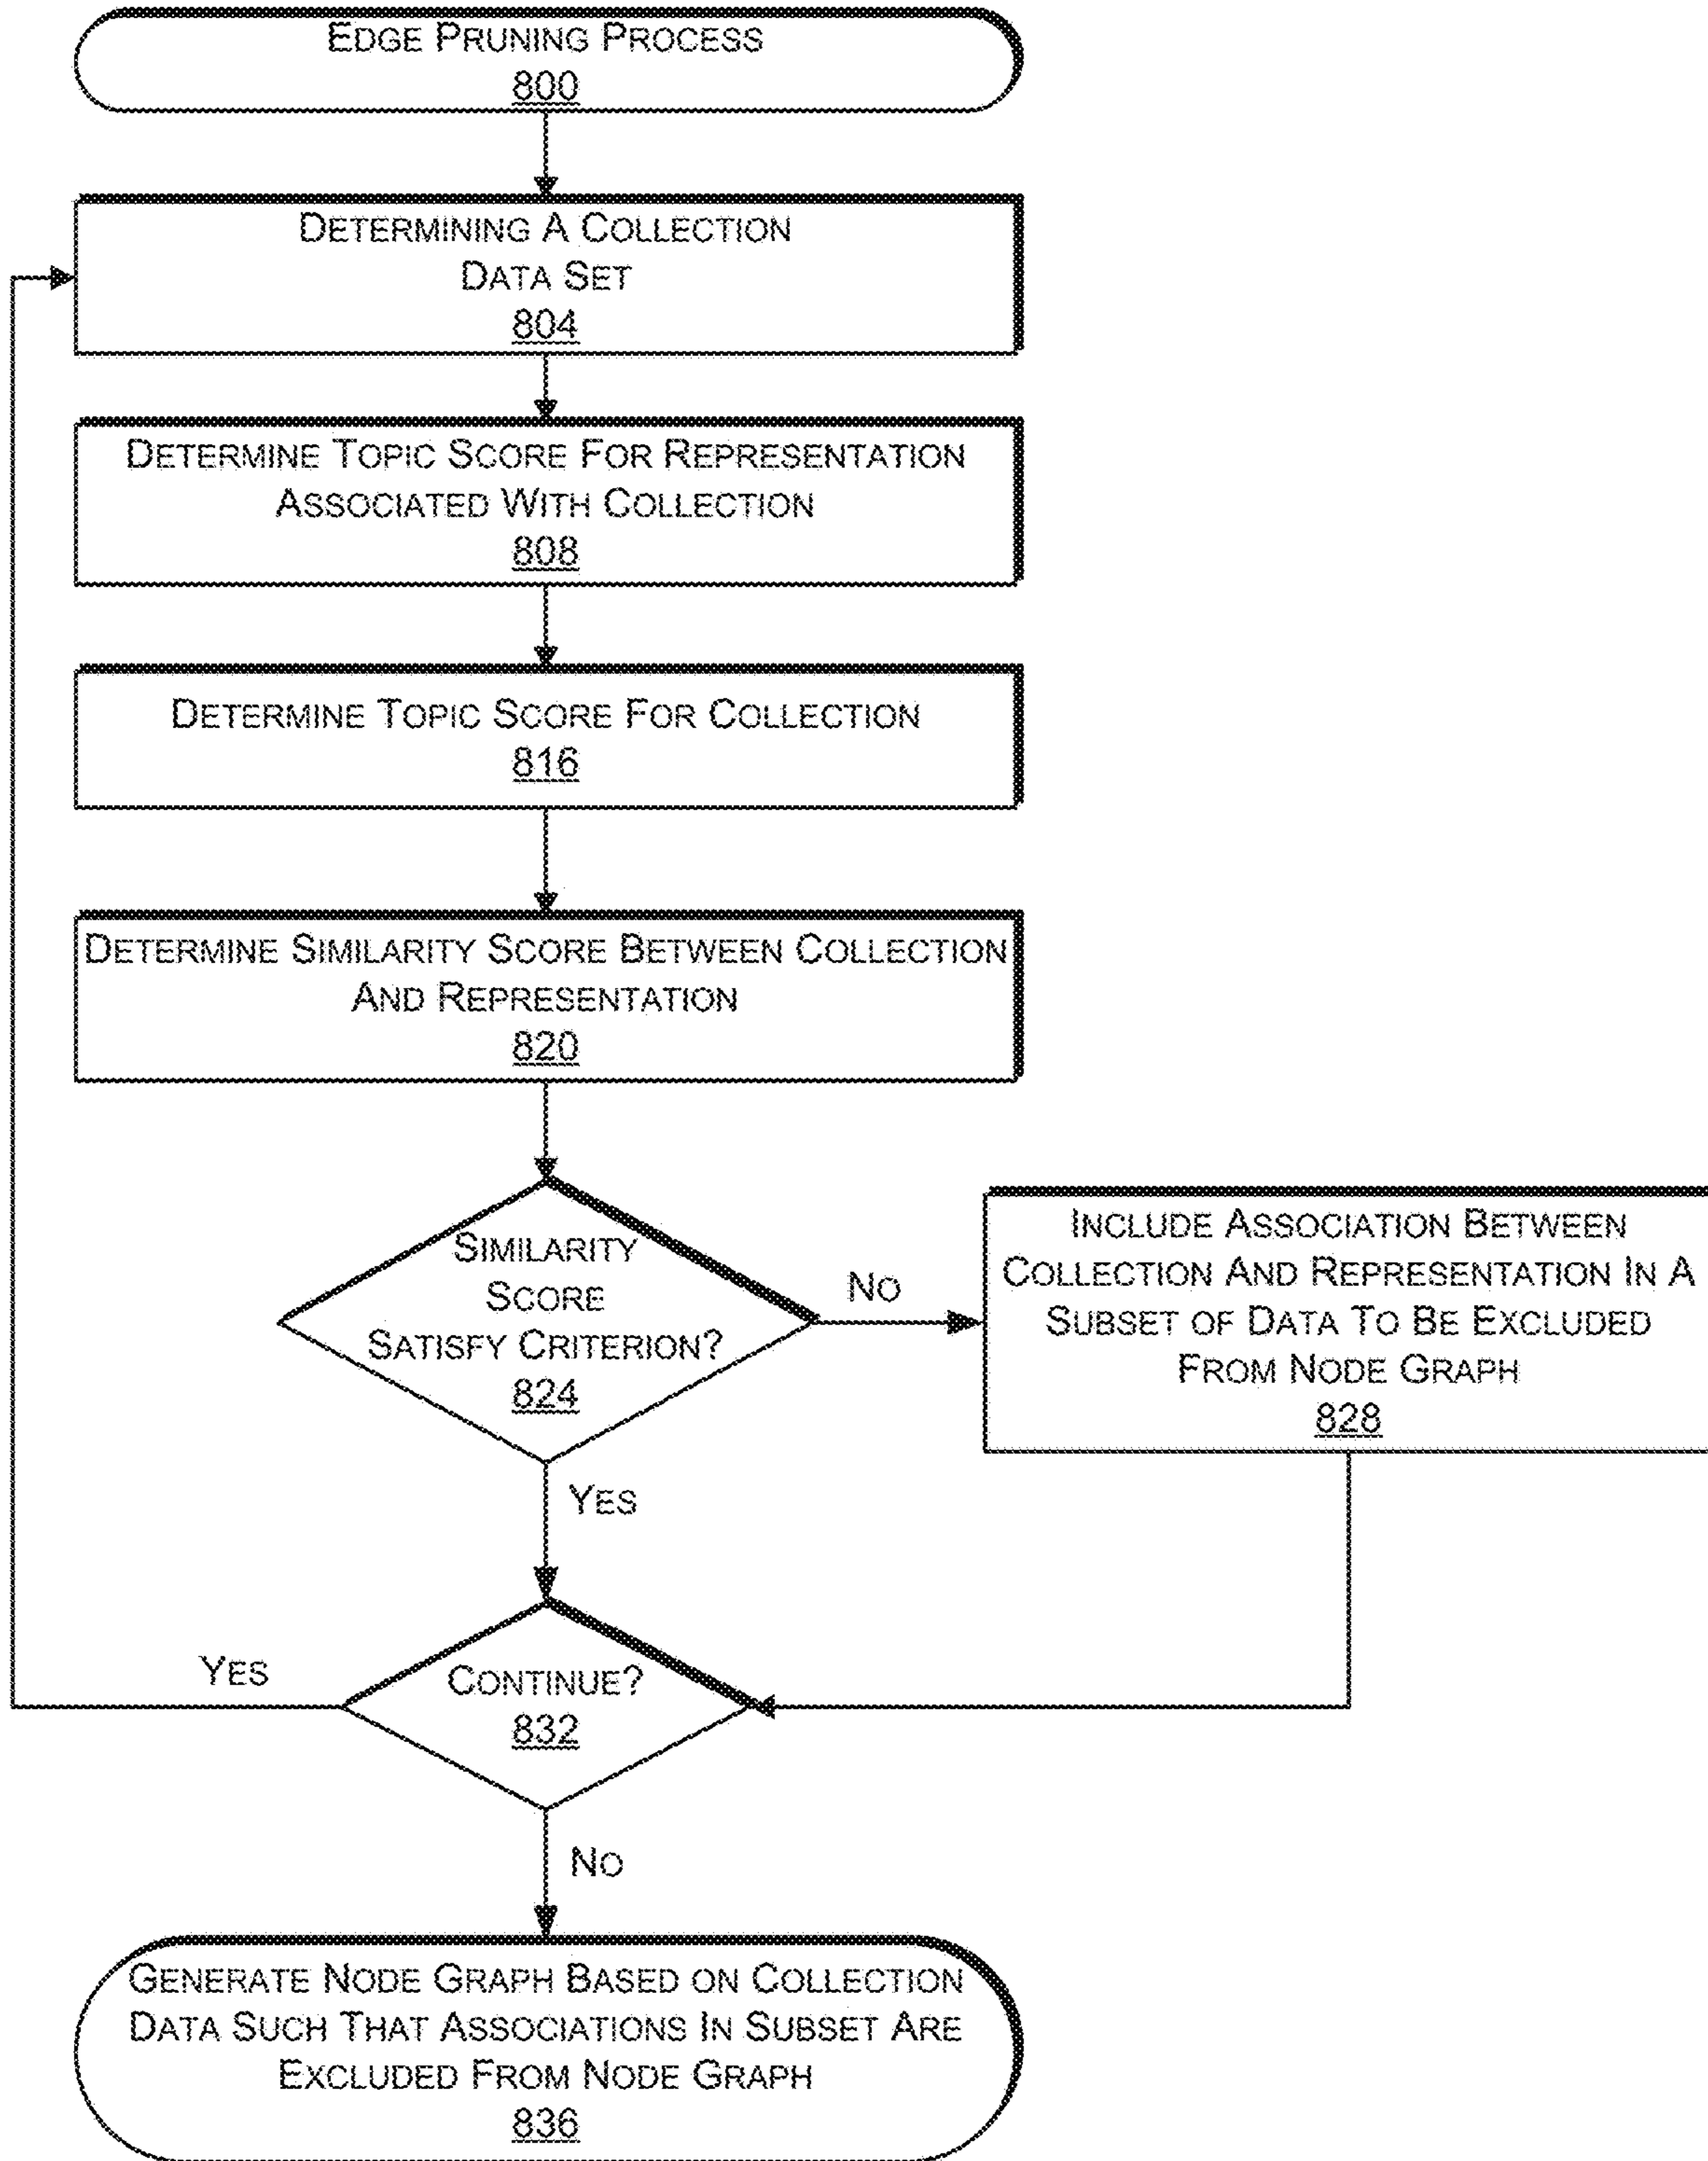 EDGE PRUNING PROCESS
800
DETERMINING A COLLECTION
DATA SET
804
DETERMINE TOPIC SCORE FOR REPRESENTATION
ASSOCIATED WITH COLLECTION
808
DETERMINE TOPIC SCORE FOR COLLECTION
816
DETERMINE SIMILARITY SCORE BETWEEN COLLECTION
AND REPRESENTATION
820
SIMILARITY
SCORE
SATISFY CRITERION?
824
NO
INCLUDE ASSOCIATION BETWEEN
COLLECTION AND REPRESENTATION IN A
SUBSET OF DATA TO BE EXCLUDED
FROM NODE GRAPH
828
YES
YES
CONTINUE?
832
NO
GENERATE NODE GRAPH BASED ON COLLECTION
DATA SUCH THAT ASSOCIATIONS IN SUBSET ARE
EXCLUDED FROM NODE GRAPH
836